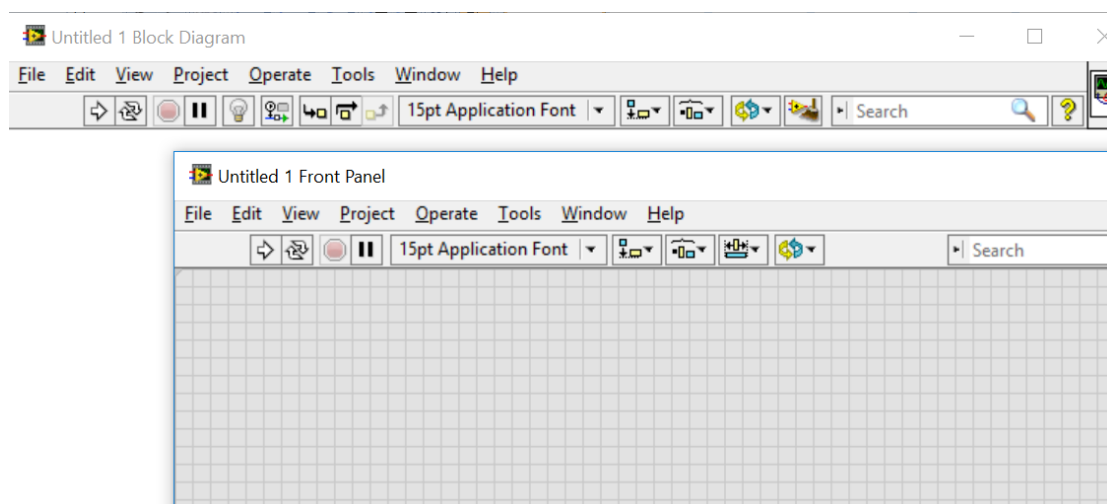 Untitled 1 Block Diagram
File Edit View Project Operate Tools Window Help
15pt Application Font Search ?
Untitled 1 Front Panel
File Edit View Project Operate Tools Window Help
15pt Application Font Search